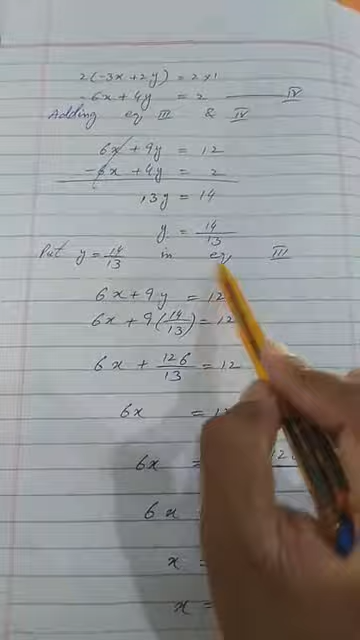 2(-3x+2y) = 2×1
-6x+4y = 2 ——— IV
Adding eq III & IV
6x + 9y = 12
-6x + 4y = 2
13y = 14
y = 14/13
Put y = 14/13 in eq III
6x + 9y = 12
6x + 9(14/13) = 12
6x + 126/13 = 12
6x =
6x =
6x
x =
x =